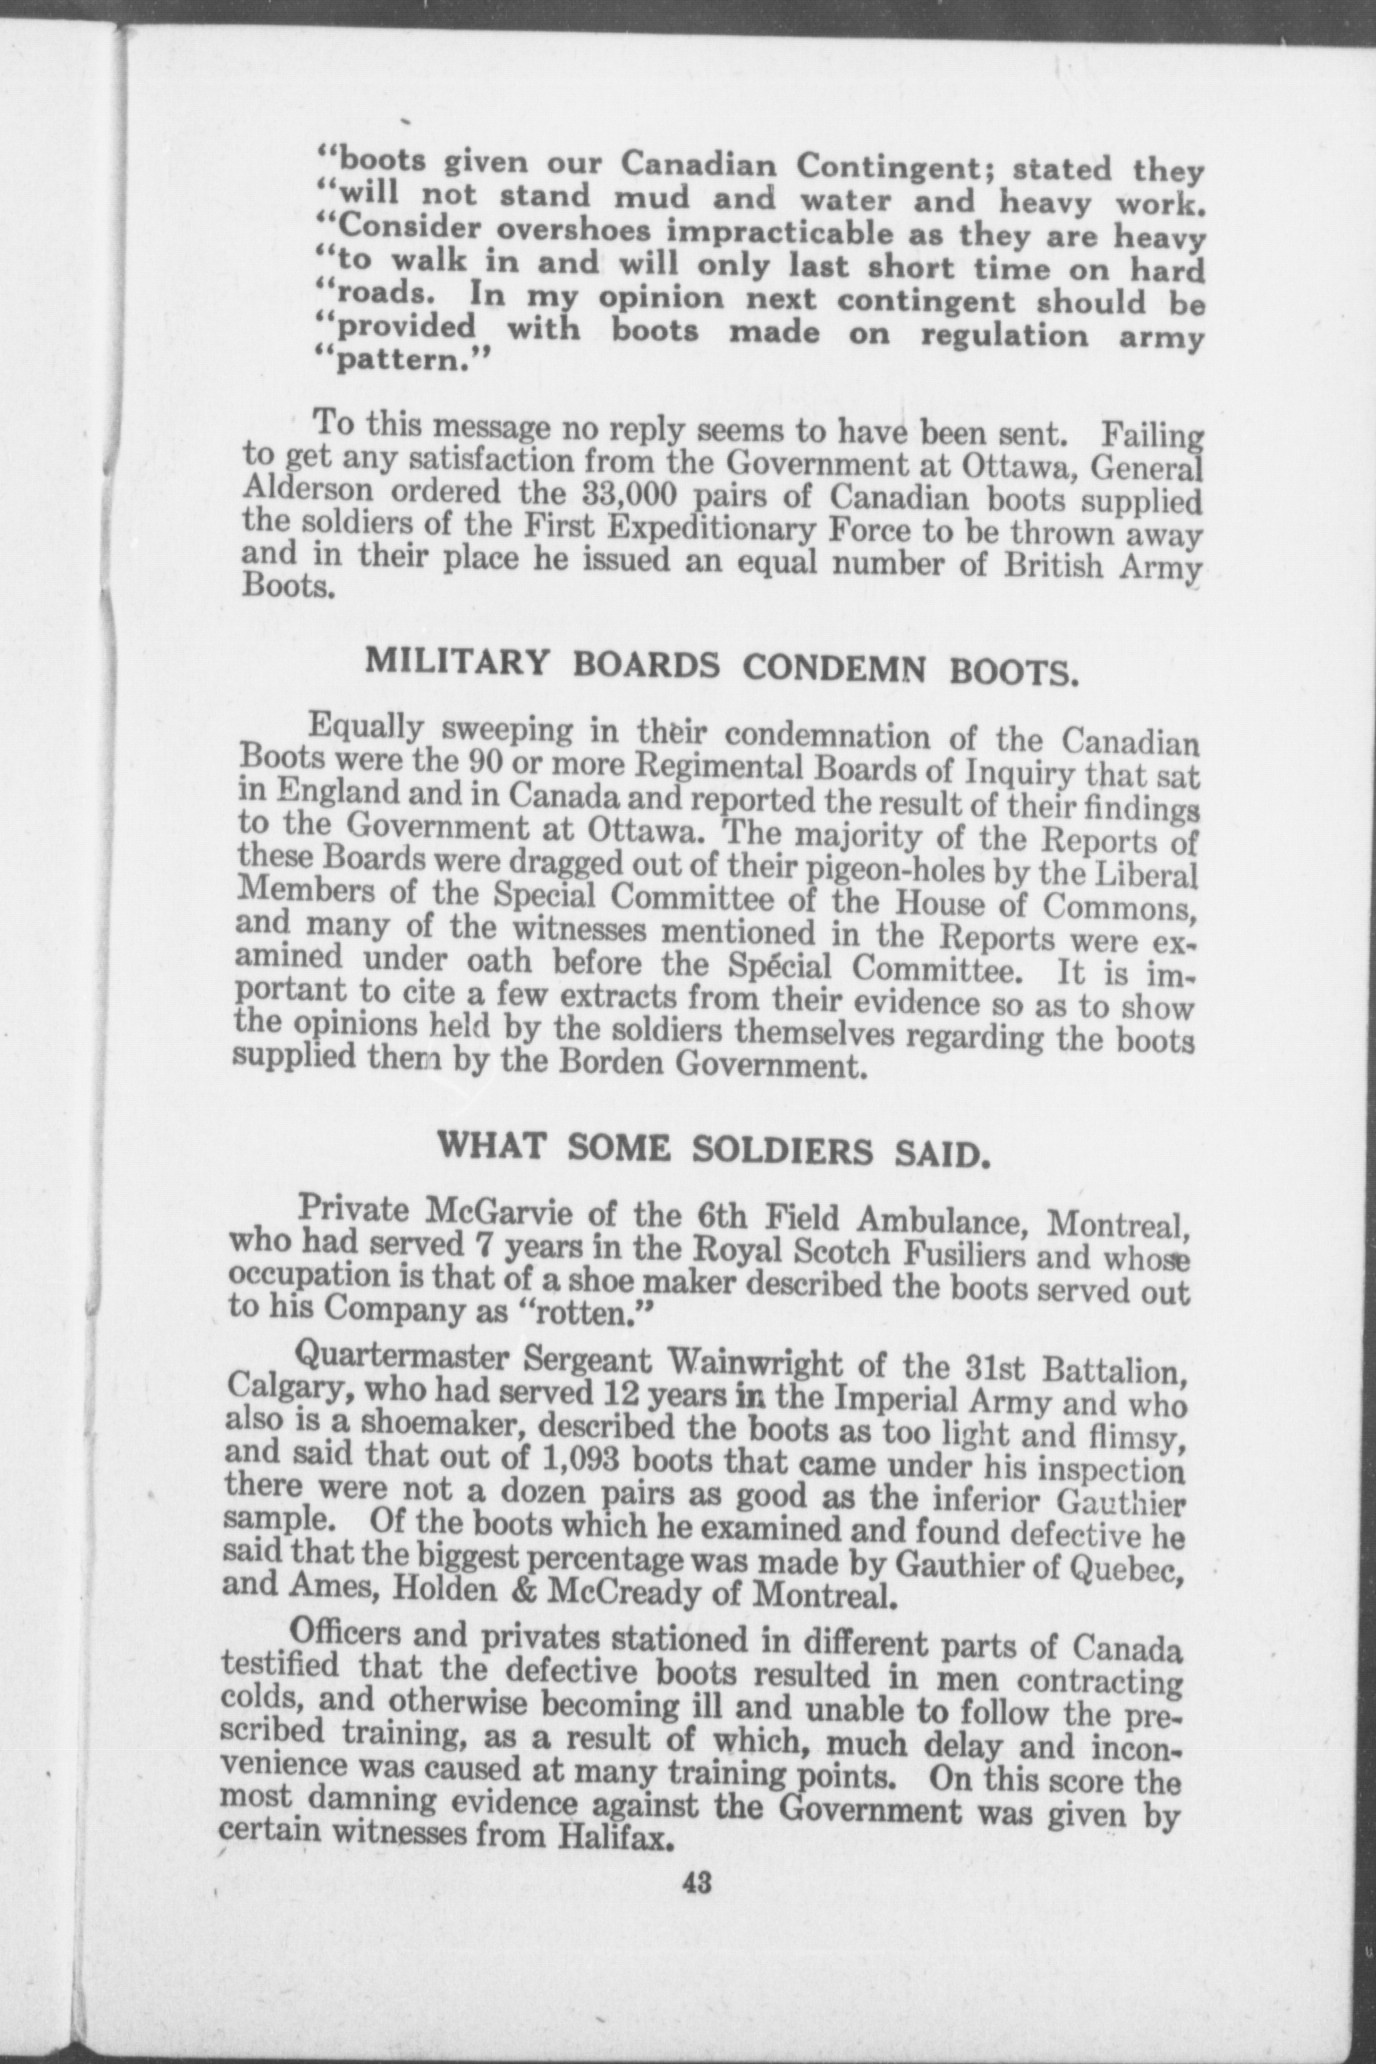 “boots given our Canadian Contingent; stated they
“will not stand mud and water and heavy work.
“Consider overshoes impracticable as they are heavy
“to walk in and will only last short time on hard
“roads. In my opinion next contingent should be
“provided with boots made on regulation army
“pattern.”
To this message no reply seems to have been sent. Failing
to get any satisfaction from the Government at Ottawa, General
Alderson ordered the 33,000 pairs of Canadian boots supplied
the soldiers of the First Expeditionary Force to be thrown away
and in their place he issued an equal number of British Army
Boots.
MILITARY BOARDS CONDEMN BOOTS.
Equally sweeping in their condemnation of the Canadian
Boots were the 90 or more Regimental Boards of Inquiry that sat
in England and in Canada and reported the result of their findings
to the Government at Ottawa. The majority of the Reports of
these Boards were dragged out of their pigeon-holes by the Liberal
Members of the Special Committee of the House of Commons,
and many of the witnesses mentioned in the Reports were ex-
amined under oath before the Special Committee. It is im-
portant to cite a few extracts from their evidence so as to show
the opinions held by the soldiers themselves regarding the boots
supplied them by the Borden Government.
WHAT SOME SOLDIERS SAID.
Private McGarvie of the 6th Field Ambulance, Montreal,
who had served 7 years in the Royal Scotch Fusiliers and whose
occupation is that of a shoe maker described the boots served out
to his Company as “rotten.”
Quartermaster Sergeant Wainwright of the 31st Battalion,
Calgary, who had served 12 years in the Imperial Army and who
also is a shoemaker, described the boots as too light and flimsy,
and said that out of 1,093 boots that came under his inspection
there were not a dozen pairs as good as the inferior Gauthier
sample. Of the boots which he examined and found defective he
said that the biggest percentage was made by Gauthier of Quebec,
and Ames, Holden & McCready of Montreal.
Officers and privates stationed in different parts of Canada
testified that the defective boots resulted in men contracting
colds, and otherwise becoming ill and unable to follow the pre-
scribed training, as a result of which, much delay and incon-
venience was caused at many training points. On this score the
most damning evidence against the Government was given by
certain witnesses from Halifax.
43